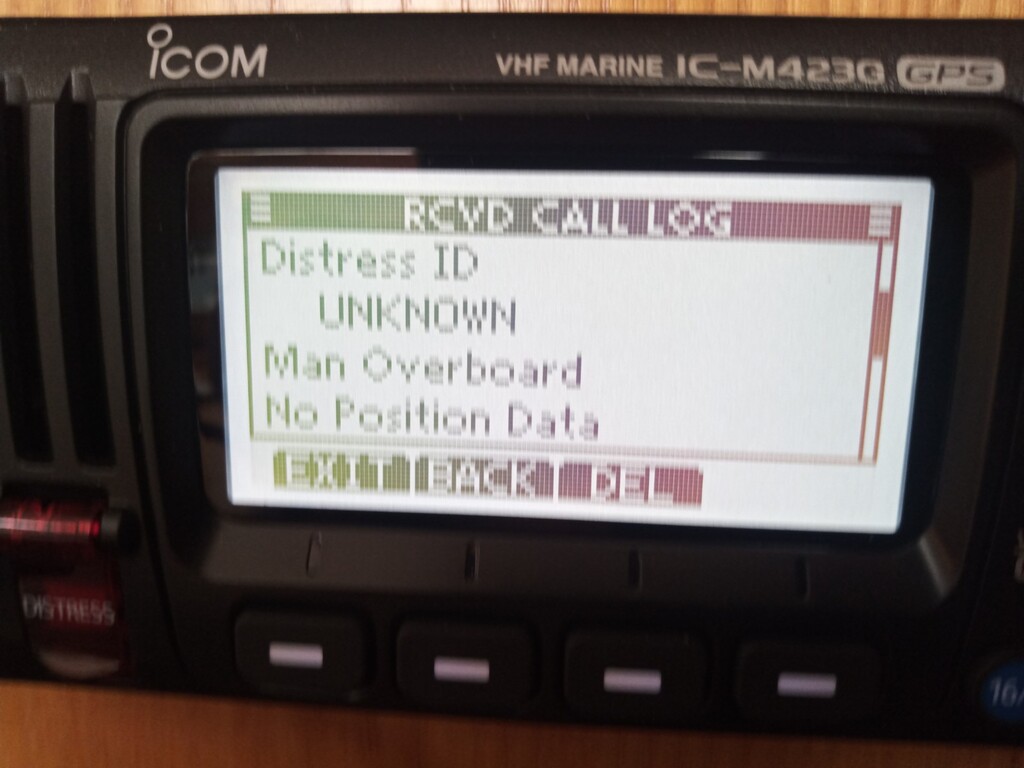 iCOM
VHF MARINE IC-M423G GPS
RCVD CALL LOG
Distress ID
UNKNOWN
Man Overboard
No Position Data
EXIT BACK DEL
DISTRESS
16/